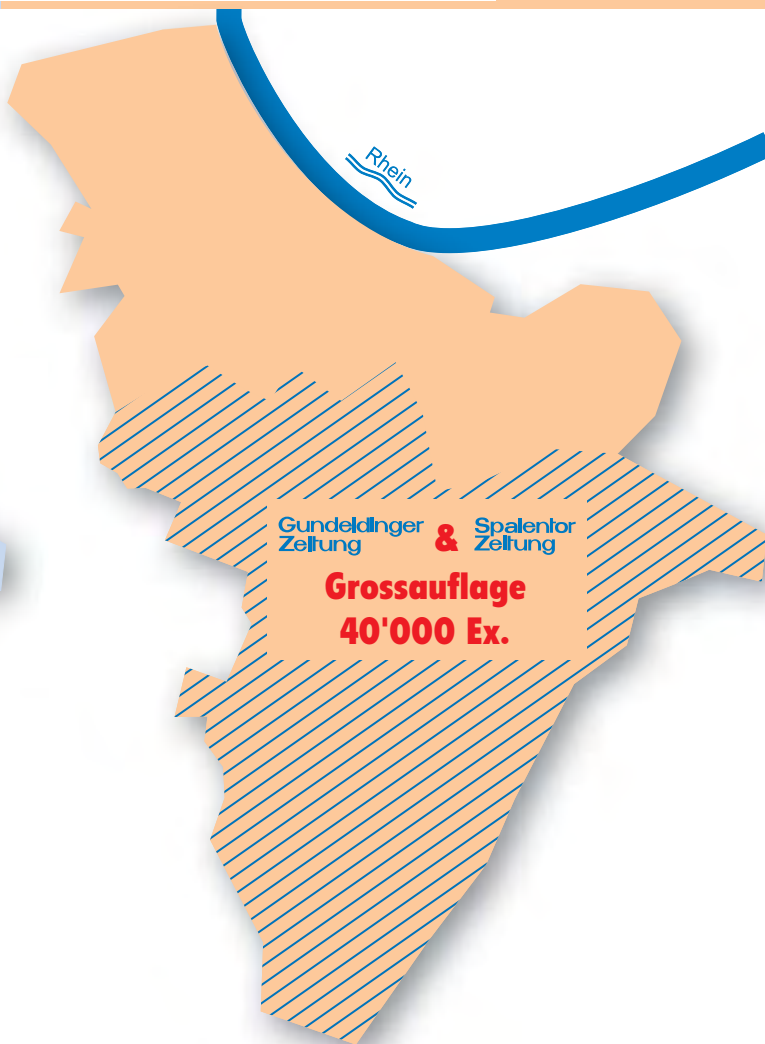 Rhein
Gundeldinger
Zeitung
&
Spalentor
Zeitung
Grossauflage
40'000 Ex.